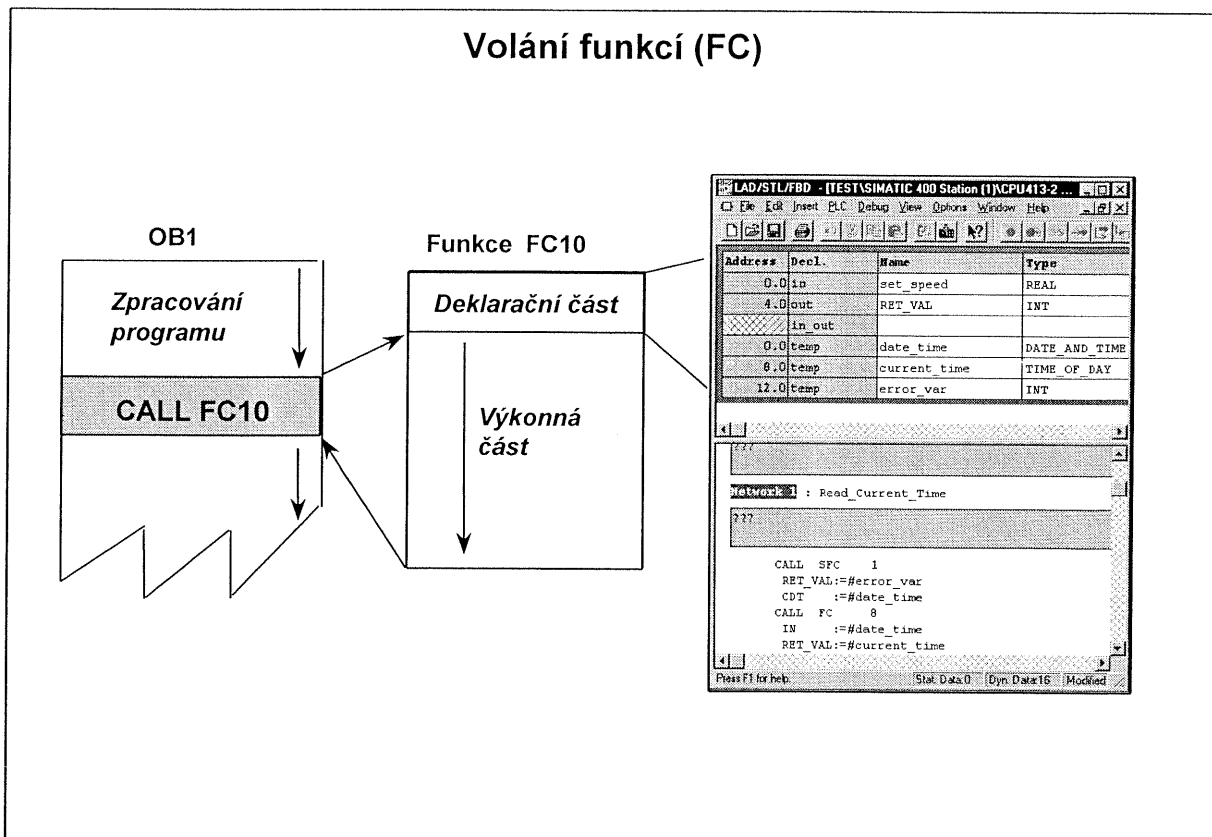 Volání funkcí (FC)
OB1
Zpracování
programu
CALL FC10
Funkce FC10
Deklarační část
Výkonná
část
LAD/STL/FBD - [TEST\SIMATIC 400 Station (1)\CPU413-2 ...
File Edit Insert PLC Debug View Options Window Help
Address Decl. Name Type
0.0 in set_speed REAL
4.0 out RET_VAL INT
in_out
0.0 temp date_time DATE_AND_TIME
8.0 temp current_time TIME_OF_DAY
12.0 temp error_var INT
???
Network 1 : Read_Current_Time
???
CALL SFC 1
RET_VAL:=#error_var
CDT :=#date_time
CALL FC 8
IN :=#date_time
RET_VAL:=#current_time
Press F1 for help. Stat. Data:0 Dyn. Data:16 Modified